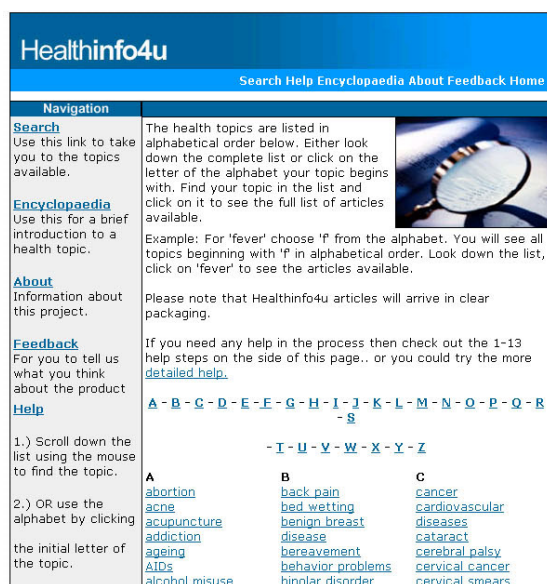 Healthinfo4u
Search Help Encyclopaedia About Feedback Home
Navigation
Search
Use this link to take
you to the topics
available.
Encyclopaedia
Use this for a brief
introduction to a
health topic.
About
Information about
this project.
Feedback
For you to tell us
what you think
about the product
Help
1.) Scroll down the
list using the mouse
to find the topic.
2.) OR use the
alphabet by clicking
the initial letter of
the topic.
The health topics are listed in
alphabetical order below. Either look
down the complete list or click on the
letter of the alphabet your topic begins
with. Find your topic in the list and
click on it to see the full list of articles
available.
Example: For 'fever' choose 'f' from the alphabet. You will see all
topics beginning with 'f' in alphabetical order. Look down the list,
click on 'fever' to see the articles available.
Please note that Healthinfo4u articles will arrive in clear
packaging.
If you need any help in the process then check out the 1-13
help steps on the side of this page.. or you could try the more
detailed help.
A - B - C - D - E - F - G - H - I - J - K - L - M - N - O - P - Q - R
- S
- T - U - V - W - X - Y - Z
A
abortion
acne
acupuncture
addiction
ageing
AIDs
alcohol misuse
B
back pain
bed wetting
benign breast
disease
bereavement
behavior problems
bipolar disorder
C
cancer
cardiovascular
diseases
cataract
cerebral palsy
cervical cancer
cervical smears